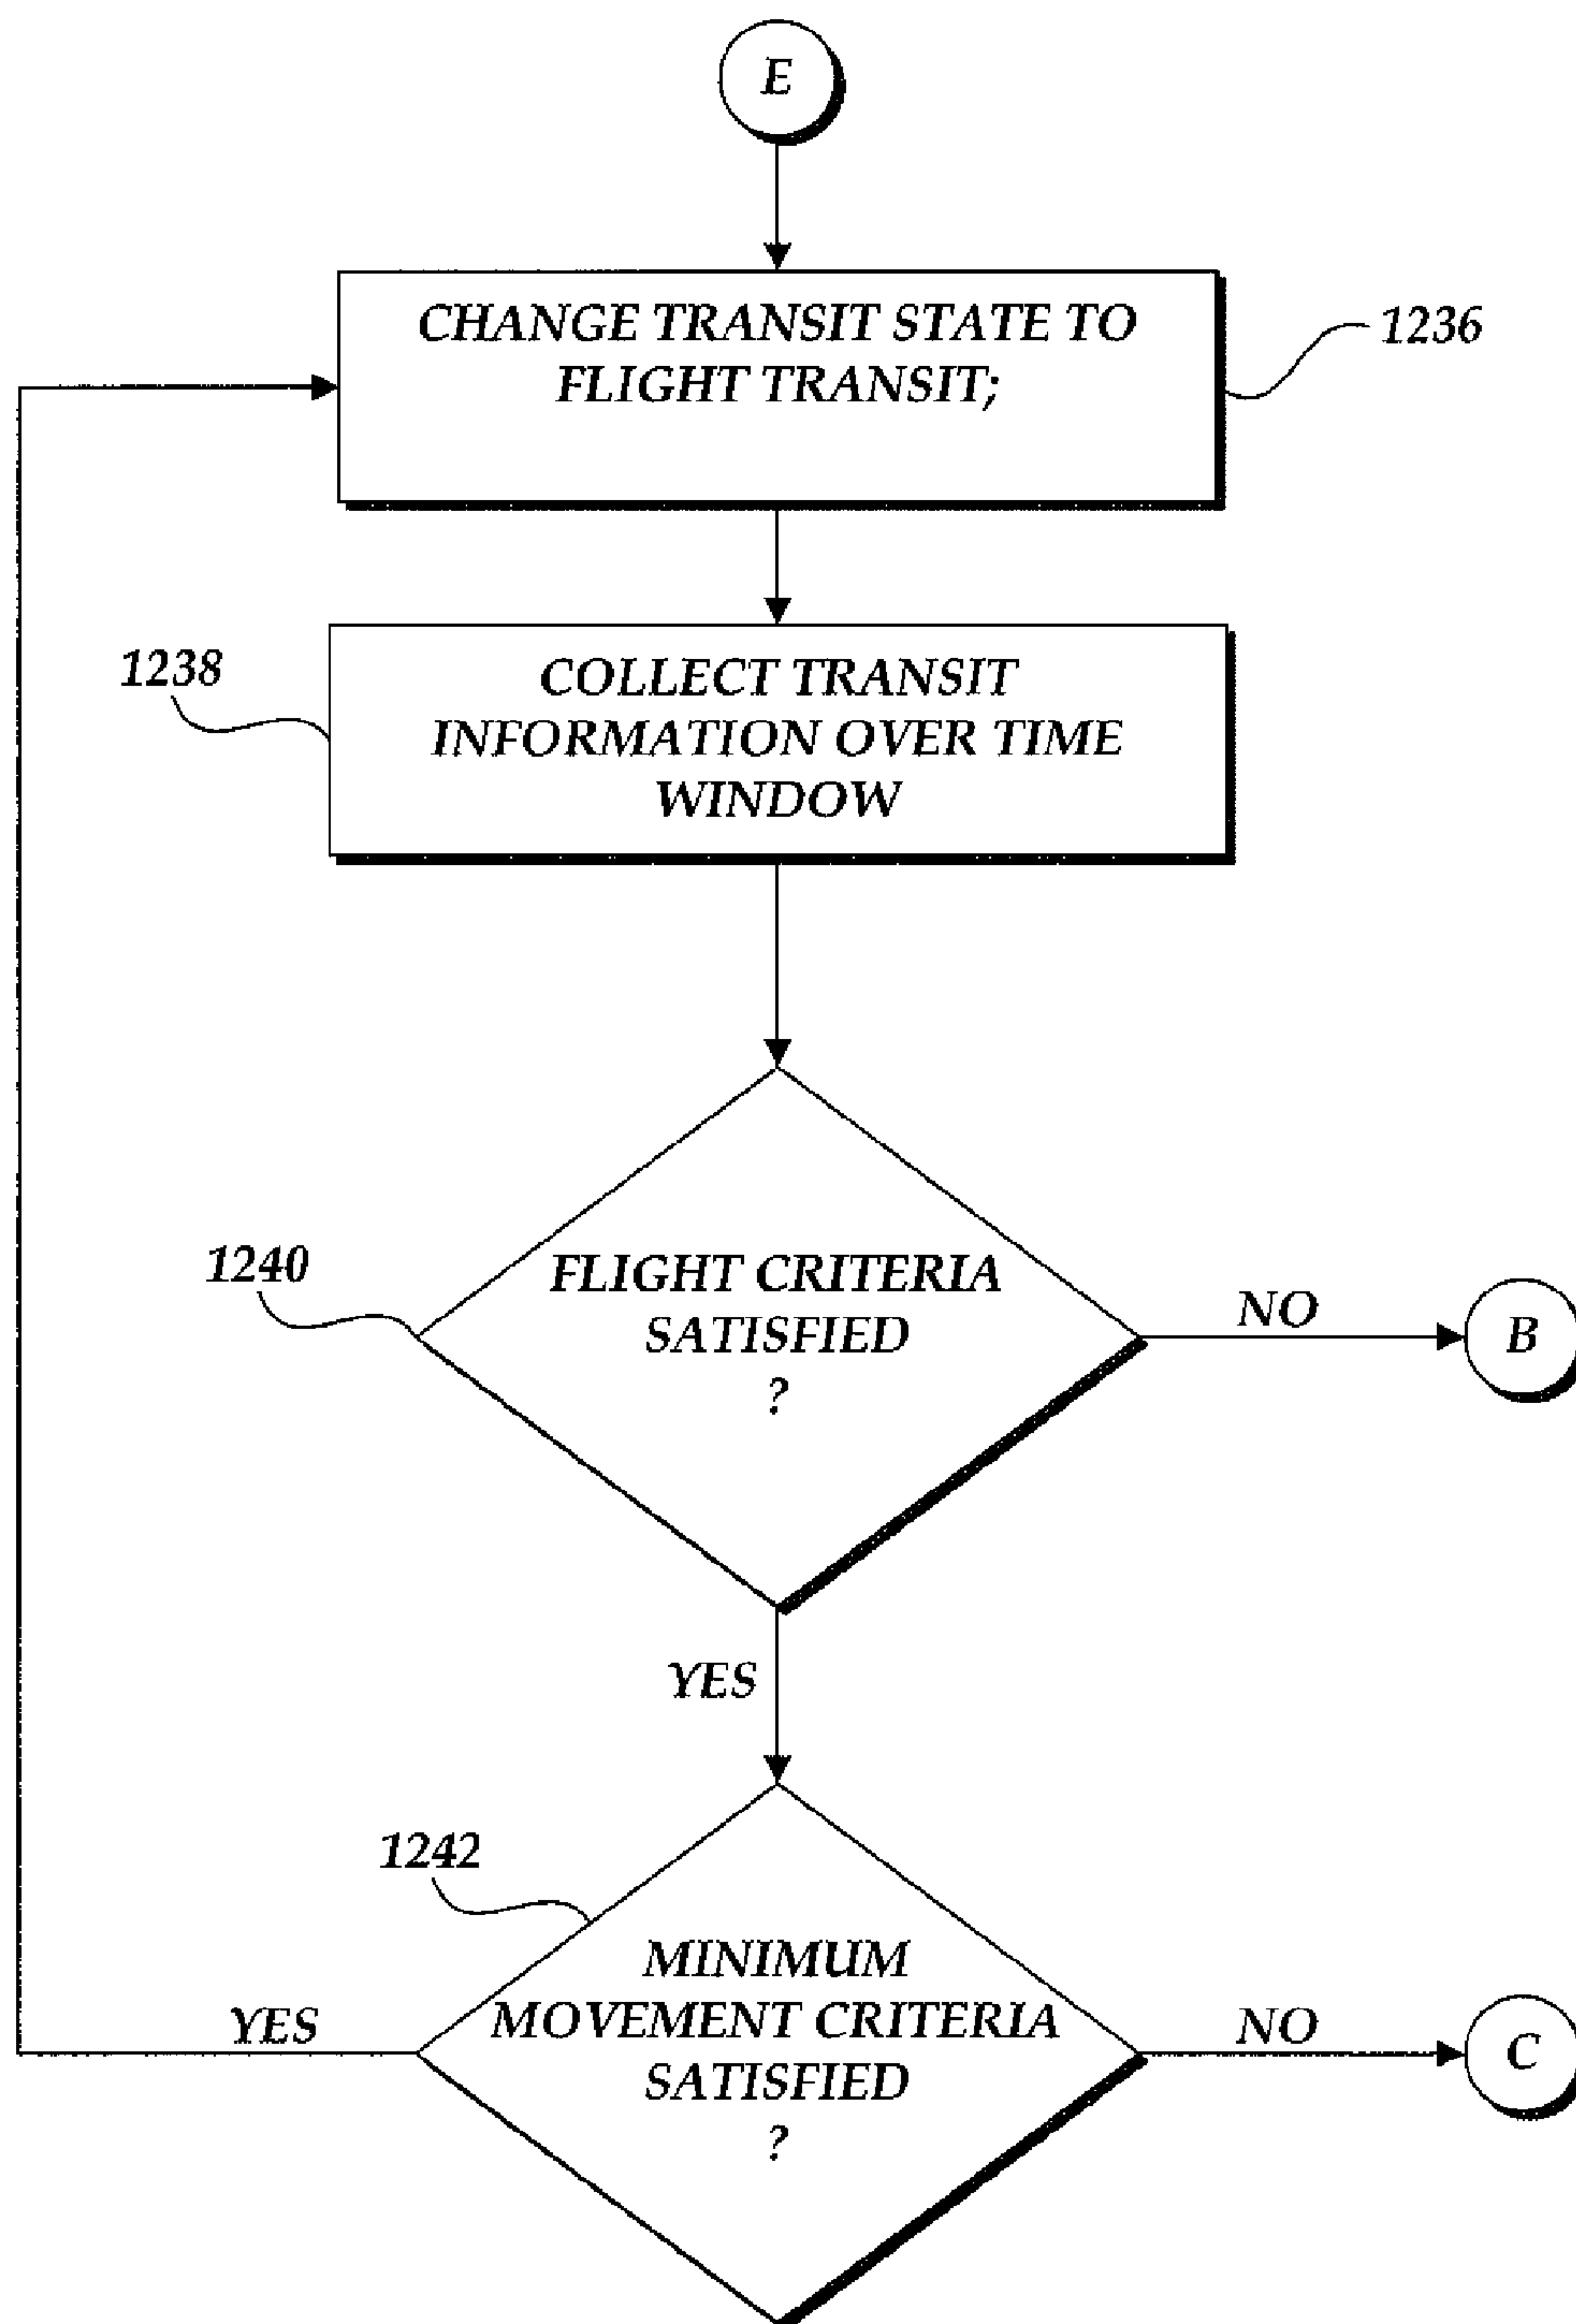 E
CHANGE TRANSIT STATE TO
FLIGHT TRANSIT;
1236
1238
COLLECT TRANSIT
INFORMATION OVER TIME
WINDOW
1240
FLIGHT CRITERIA
SATISFIED
?
NO
B
YES
1242
MINIMUM
MOVEMENT CRITERIA
SATISFIED
?
YES
NO
C